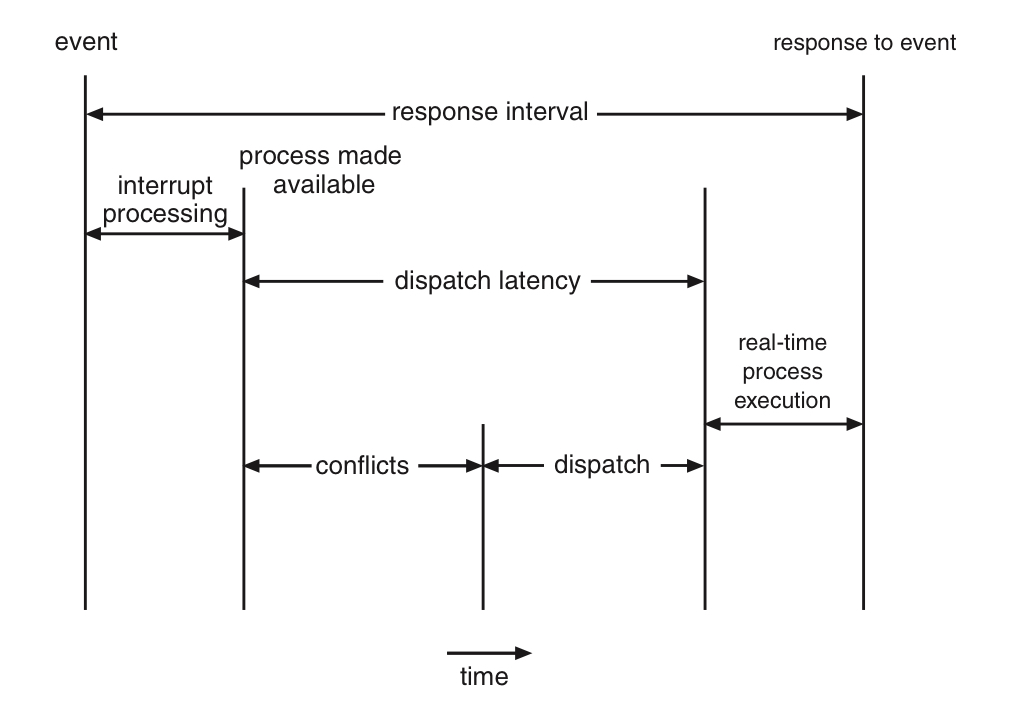 event
response to event
response interval
process made
available
interrupt
processing
dispatch latency
real-time
process
execution
conflicts
dispatch
time